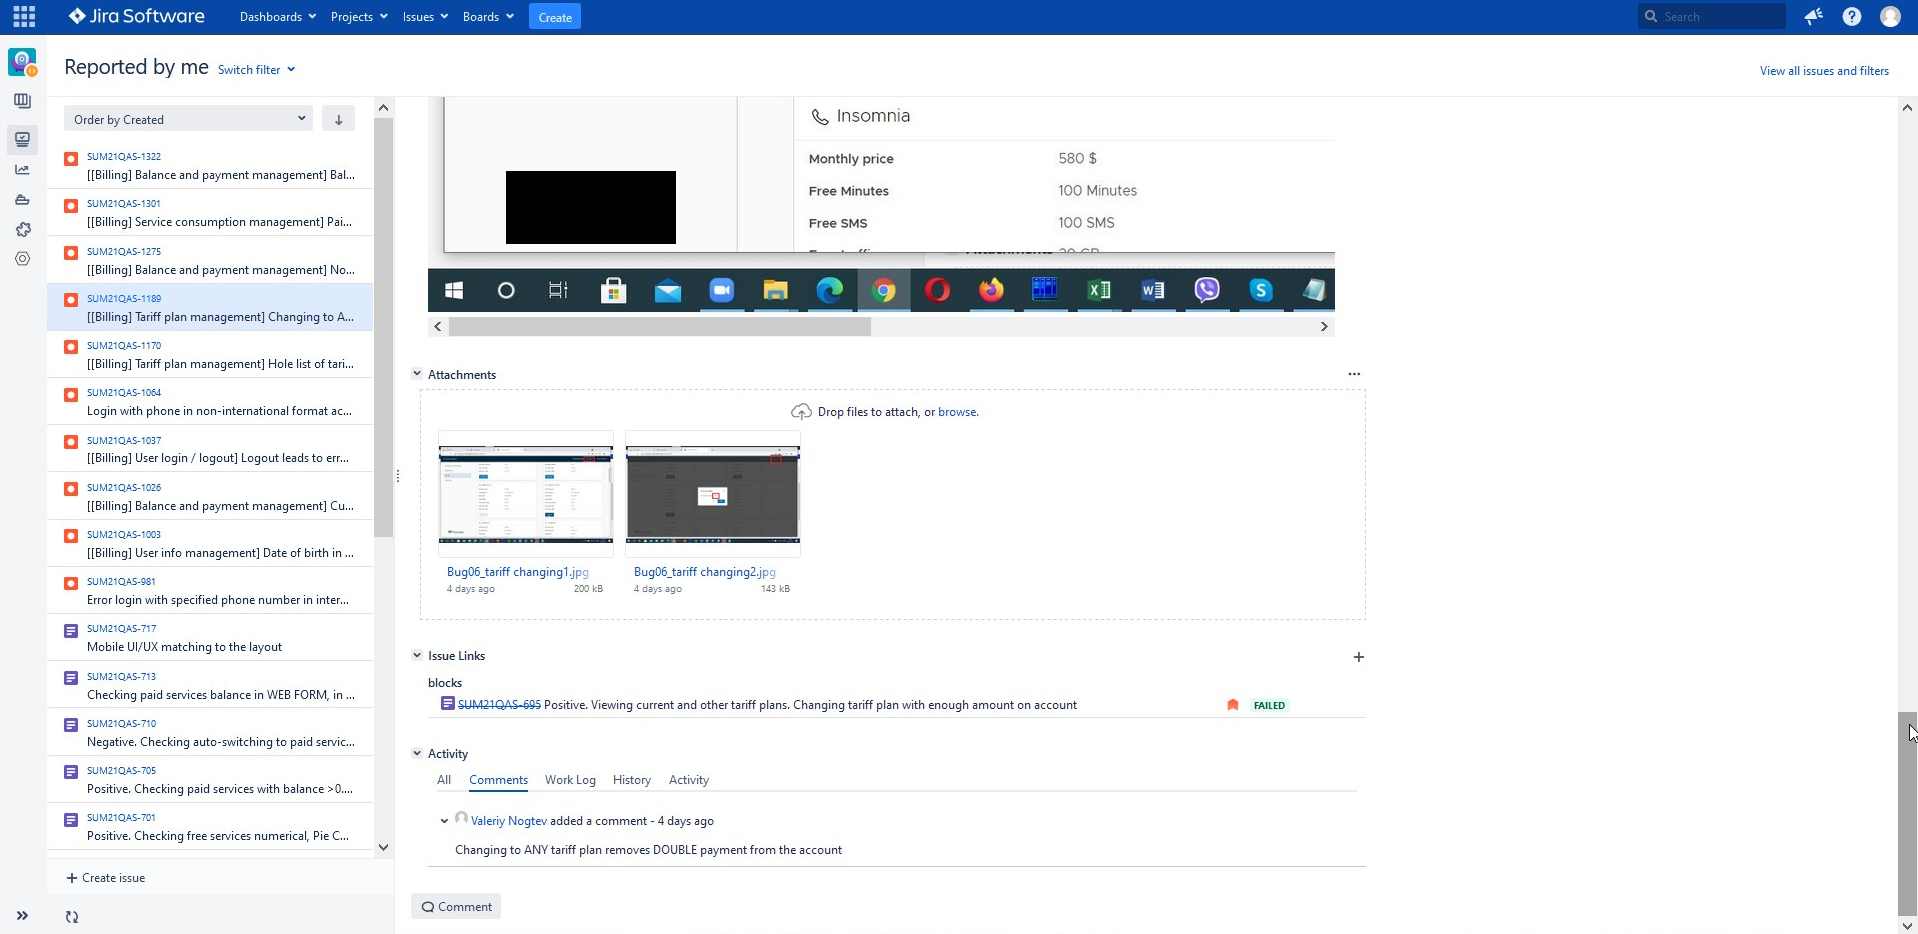 Jira Software
Dashboards Projects Issues Boards Create Search
Reported by me Switch filter
View all issues and filters
Order by Created
SUM21QAS-1322
[[Billing] Balance and payment management] Bal...
SUM21QAS-1301
[[Billing] Service consumption management] Pai...
SUM21QAS-1275
[[Billing] Balance and payment management] No...
SUM21QAS-1189
[[Billing] Tariff plan management] Changing to A...
SUM21QAS-1170
[[Billing] Tariff plan management] Hole list of tari...
SUM21QAS-1064
Login with phone in non-international format ac...
SUM21QAS-1037
[[Billing] User login / logout] Logout leads to err...
SUM21QAS-1026
[[Billing] Balance and payment management] Cu...
SUM21QAS-1003
[[Billing] User info management] Date of birth in ...
SUM21QAS-981
Error login with specified phone number in inter...
SUM21QAS-717
Mobile UI/UX matching to the layout
SUM21QAS-713
Checking paid services balance in WEB FORM, in ...
SUM21QAS-710
Negative. Checking auto-switching to paid servic...
SUM21QAS-705
Positive. Checking paid services with balance >0....
SUM21QAS-701
Positive. Checking free services numerical, Pie C...
+ Create issue
Insomnia
Monthly price 580 $
Free Minutes 100 Minutes
Free SMS 100 SMS
Attachments
Drop files to attach, or browse.
Bug06_tariff changing1.jpg
4 days ago 200 kB
Bug06_tariff changing2.jpg
4 days ago 143 kB
Issue Links
blocks
SUM21QAS-695 Positive. Viewing current and other tariff plans. Changing tariff plan with enough amount on account FAILED
Activity
All Comments Work Log History Activity
Valeriy Nogtev added a comment - 4 days ago
Changing to ANY tariff plan removes DOUBLE payment from the account
Comment